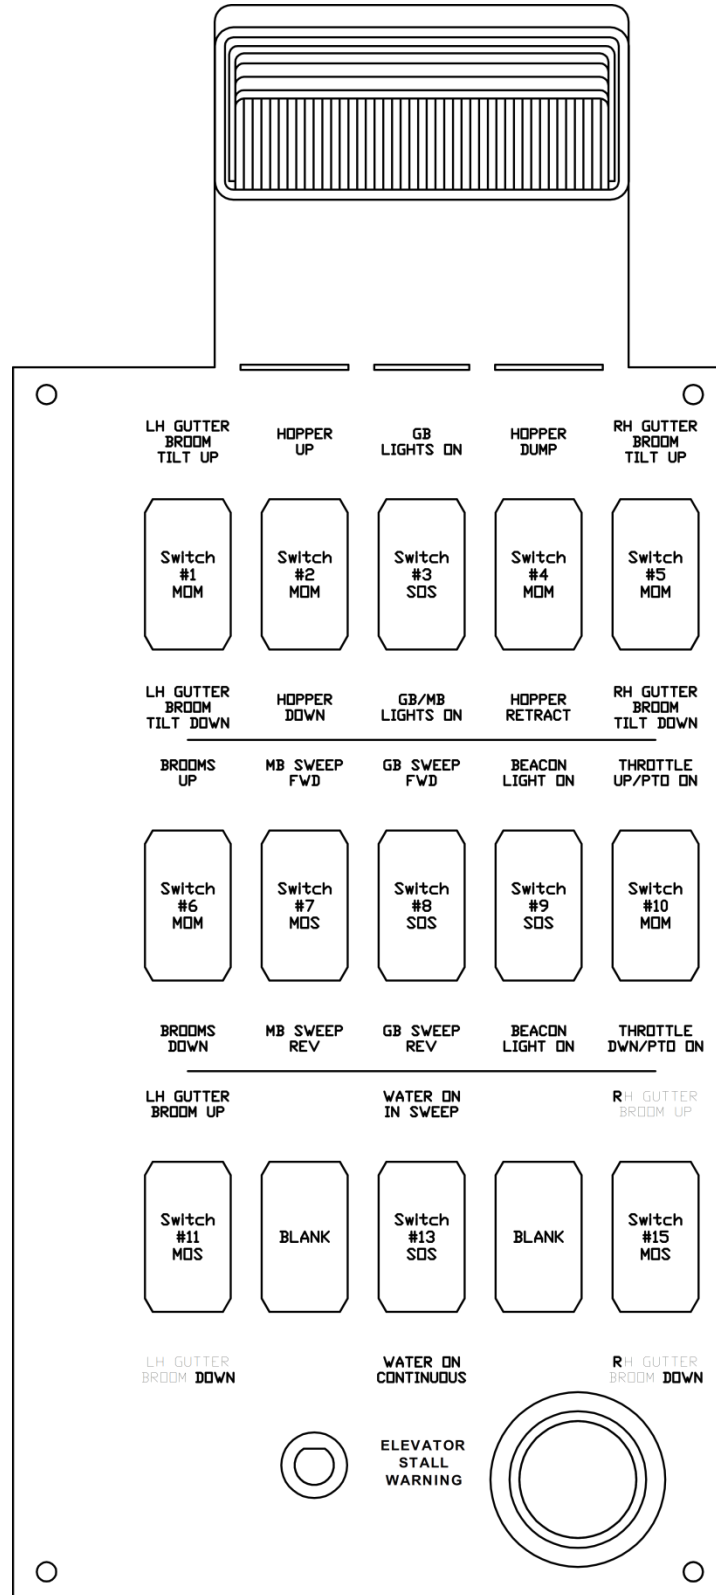 LH GUTTER
BROOM
TILT UP
HOPPER
UP
GB
LIGHTS ON
HOPPER
DUMP
RH GUTTER
BROOM
TILT UP
Switch
#1
MOM
Switch
#2
MOM
Switch
#3
SOS
Switch
#4
MOM
Switch
#5
MOM
LH GUTTER
BROOM
TILT DOWN
HOPPER
DOWN
GB/MB
LIGHTS ON
HOPPER
RETRACT
RH GUTTER
BROOM
TILT DOWN
BROOMS
UP
MB SWEEP
FWD
GB SWEEP
FWD
BEACON
LIGHT ON
THROTTLE
UP/PTO ON
Switch
#6
MOM
Switch
#7
MOS
Switch
#8
SOS
Switch
#9
SOS
Switch
#10
MOM
BROOMS
DOWN
MB SWEEP
REV
GB SWEEP
REV
BEACON
LIGHT ON
THROTTLE
DWN/PTO ON
LH GUTTER
BROOM UP
WATER ON
IN SWEEP
RH GUTTER
BROOM UP
Switch
#11
MOS
BLANK
Switch
#13
SOS
BLANK
Switch
#15
MOS
LH GUTTER
BROOM DOWN
WATER ON
CONTINUOUS
RH GUTTER
BROOM DOWN
ELEVATOR
STALL
WARNING